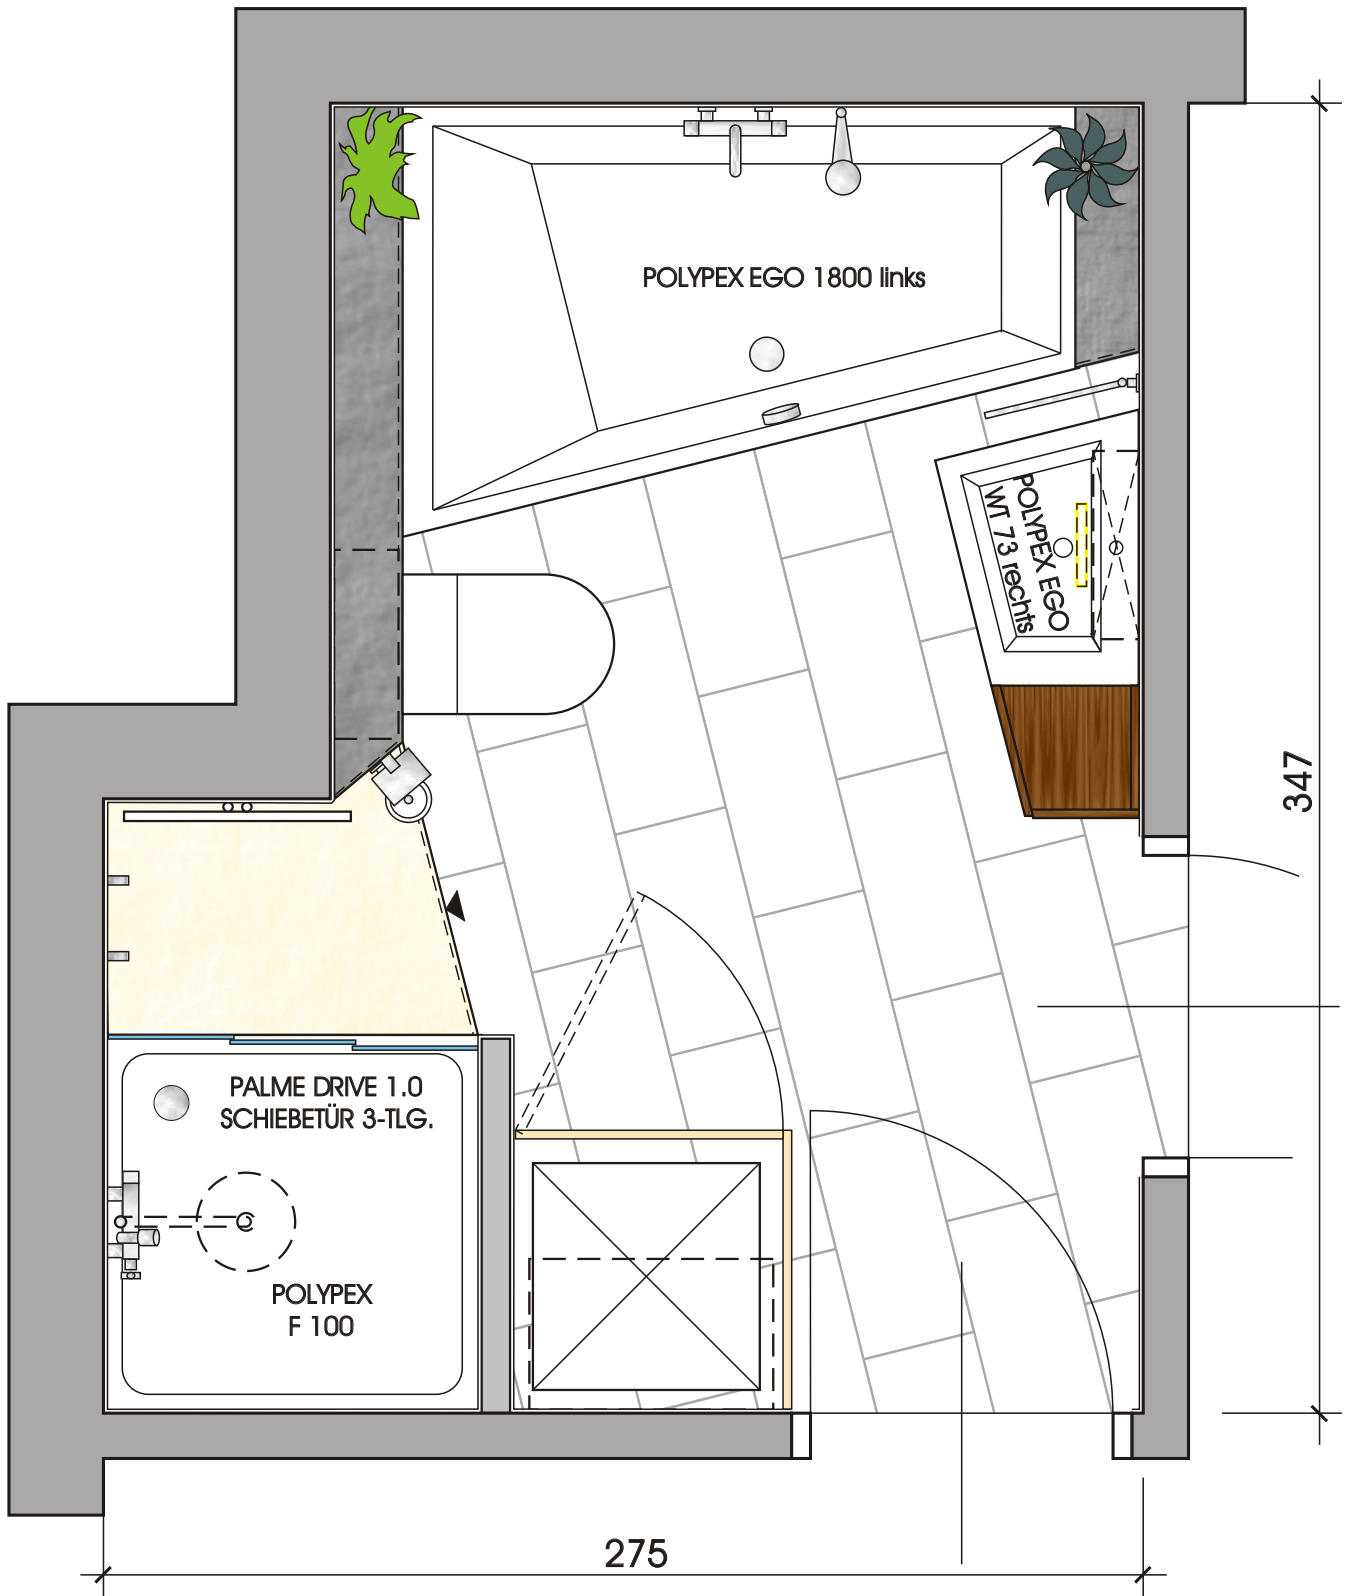 POLYPEX EGO 1800 links
POLYPEX EGO
WT 73 rechts
347
PALME DRIVE 1.0
SCHIEBETÜR 3-TLG.
POLYPEX
F 100
275